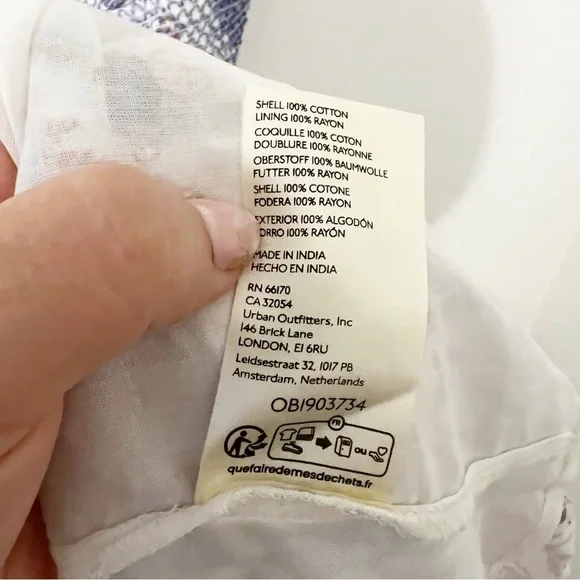 SHELL 100% COTTON
LINING 100% RAYON
COQUILLE 100% COTON
DOUBLURE 100% RAYONNE
OBERSTOFF 100% BAUMWOLLE
FUTTER 100% RAYON
SHELL 100% COTONE
FODERA 100% RAYON
EXTERIOR 100% ALGODÓN
FORRO 100% RAYÓN
MADE IN INDIA
HECHO EN INDIA
RN 66170
CA 32054
Urban Outfitters, Inc
146 Brick Lane
LONDON, E1 6RU
Leidsestraat 32, 1017 PB
Amsterdam, Netherlands
OB1903734
FR
ou
quefairedemesdechets.fr